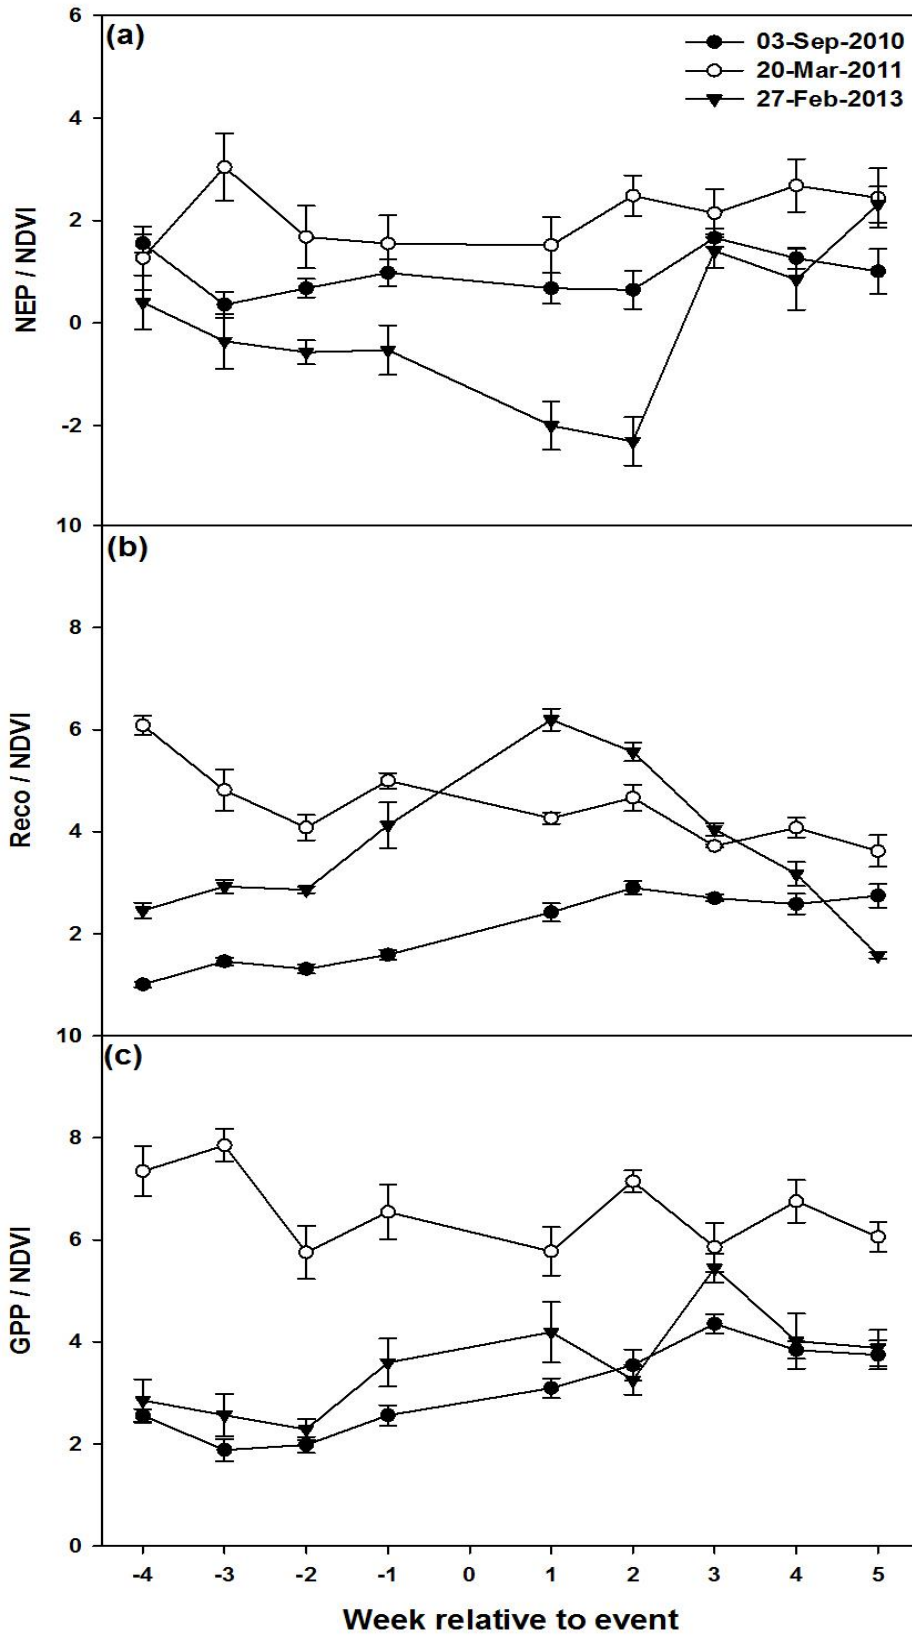 6
(a)
03-Sep-2010
20-Mar-2011
27-Feb-2013
4
2
0
-2
NEP / NDVI
10
(b)
8
6
4
2
Reco / NDVI
10
(c)
8
6
4
2
0
GPP / NDVI
-4 -3 -2 -1 0 1 2 3 4 5
Week relative to event